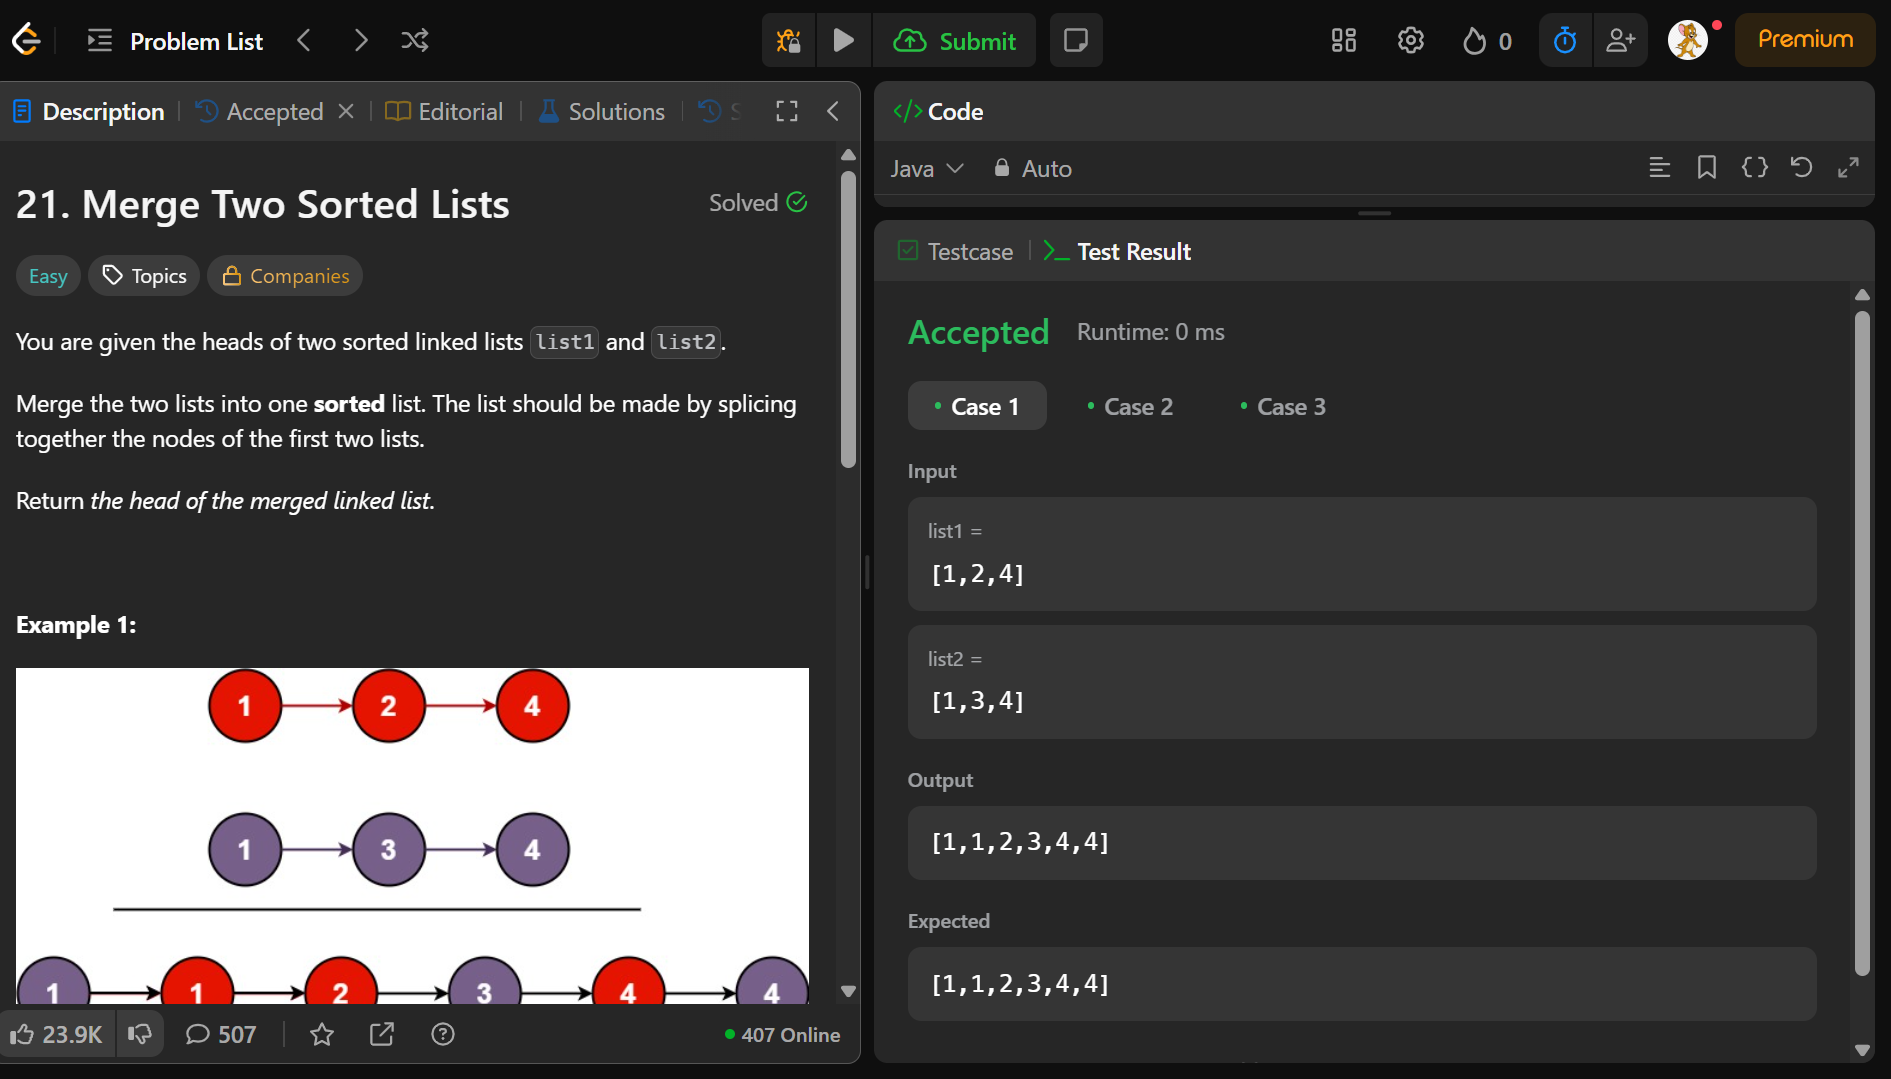 Problem List
Submit
0
Premium
Description
Accepted
Editorial
Solutions
S
21. Merge Two Sorted Lists
Solved
Easy
Topics
Companies
You are given the heads of two sorted linked lists list1 and list2.
Merge the two lists into one sorted list. The list should be made by splicing
together the nodes of the first two lists.
Return the head of the merged linked list.
Example 1:
1 2 4
1 3 4
1 1 2 3 4 4
23.9K
507
407 Online
</> Code
Java
Auto
{}
Testcase
Test Result
Accepted
Runtime: 0 ms
Case 1
Case 2
Case 3
Input
list1 =
[1,2,4]
list2 =
[1,3,4]
Output
[1,1,2,3,4,4]
Expected
[1,1,2,3,4,4]